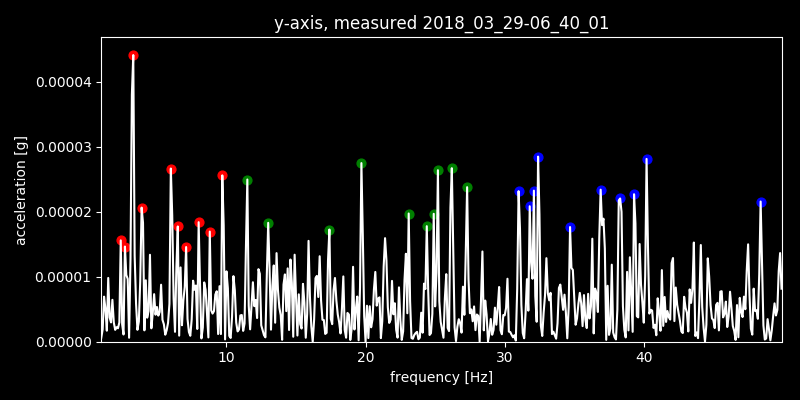 y-axis, measured 2018_03_29-06_40_01
acceleration [g]
0.00004
0.00003
0.00002
0.00001
0.00000
10 20 30 40
frequency [Hz]